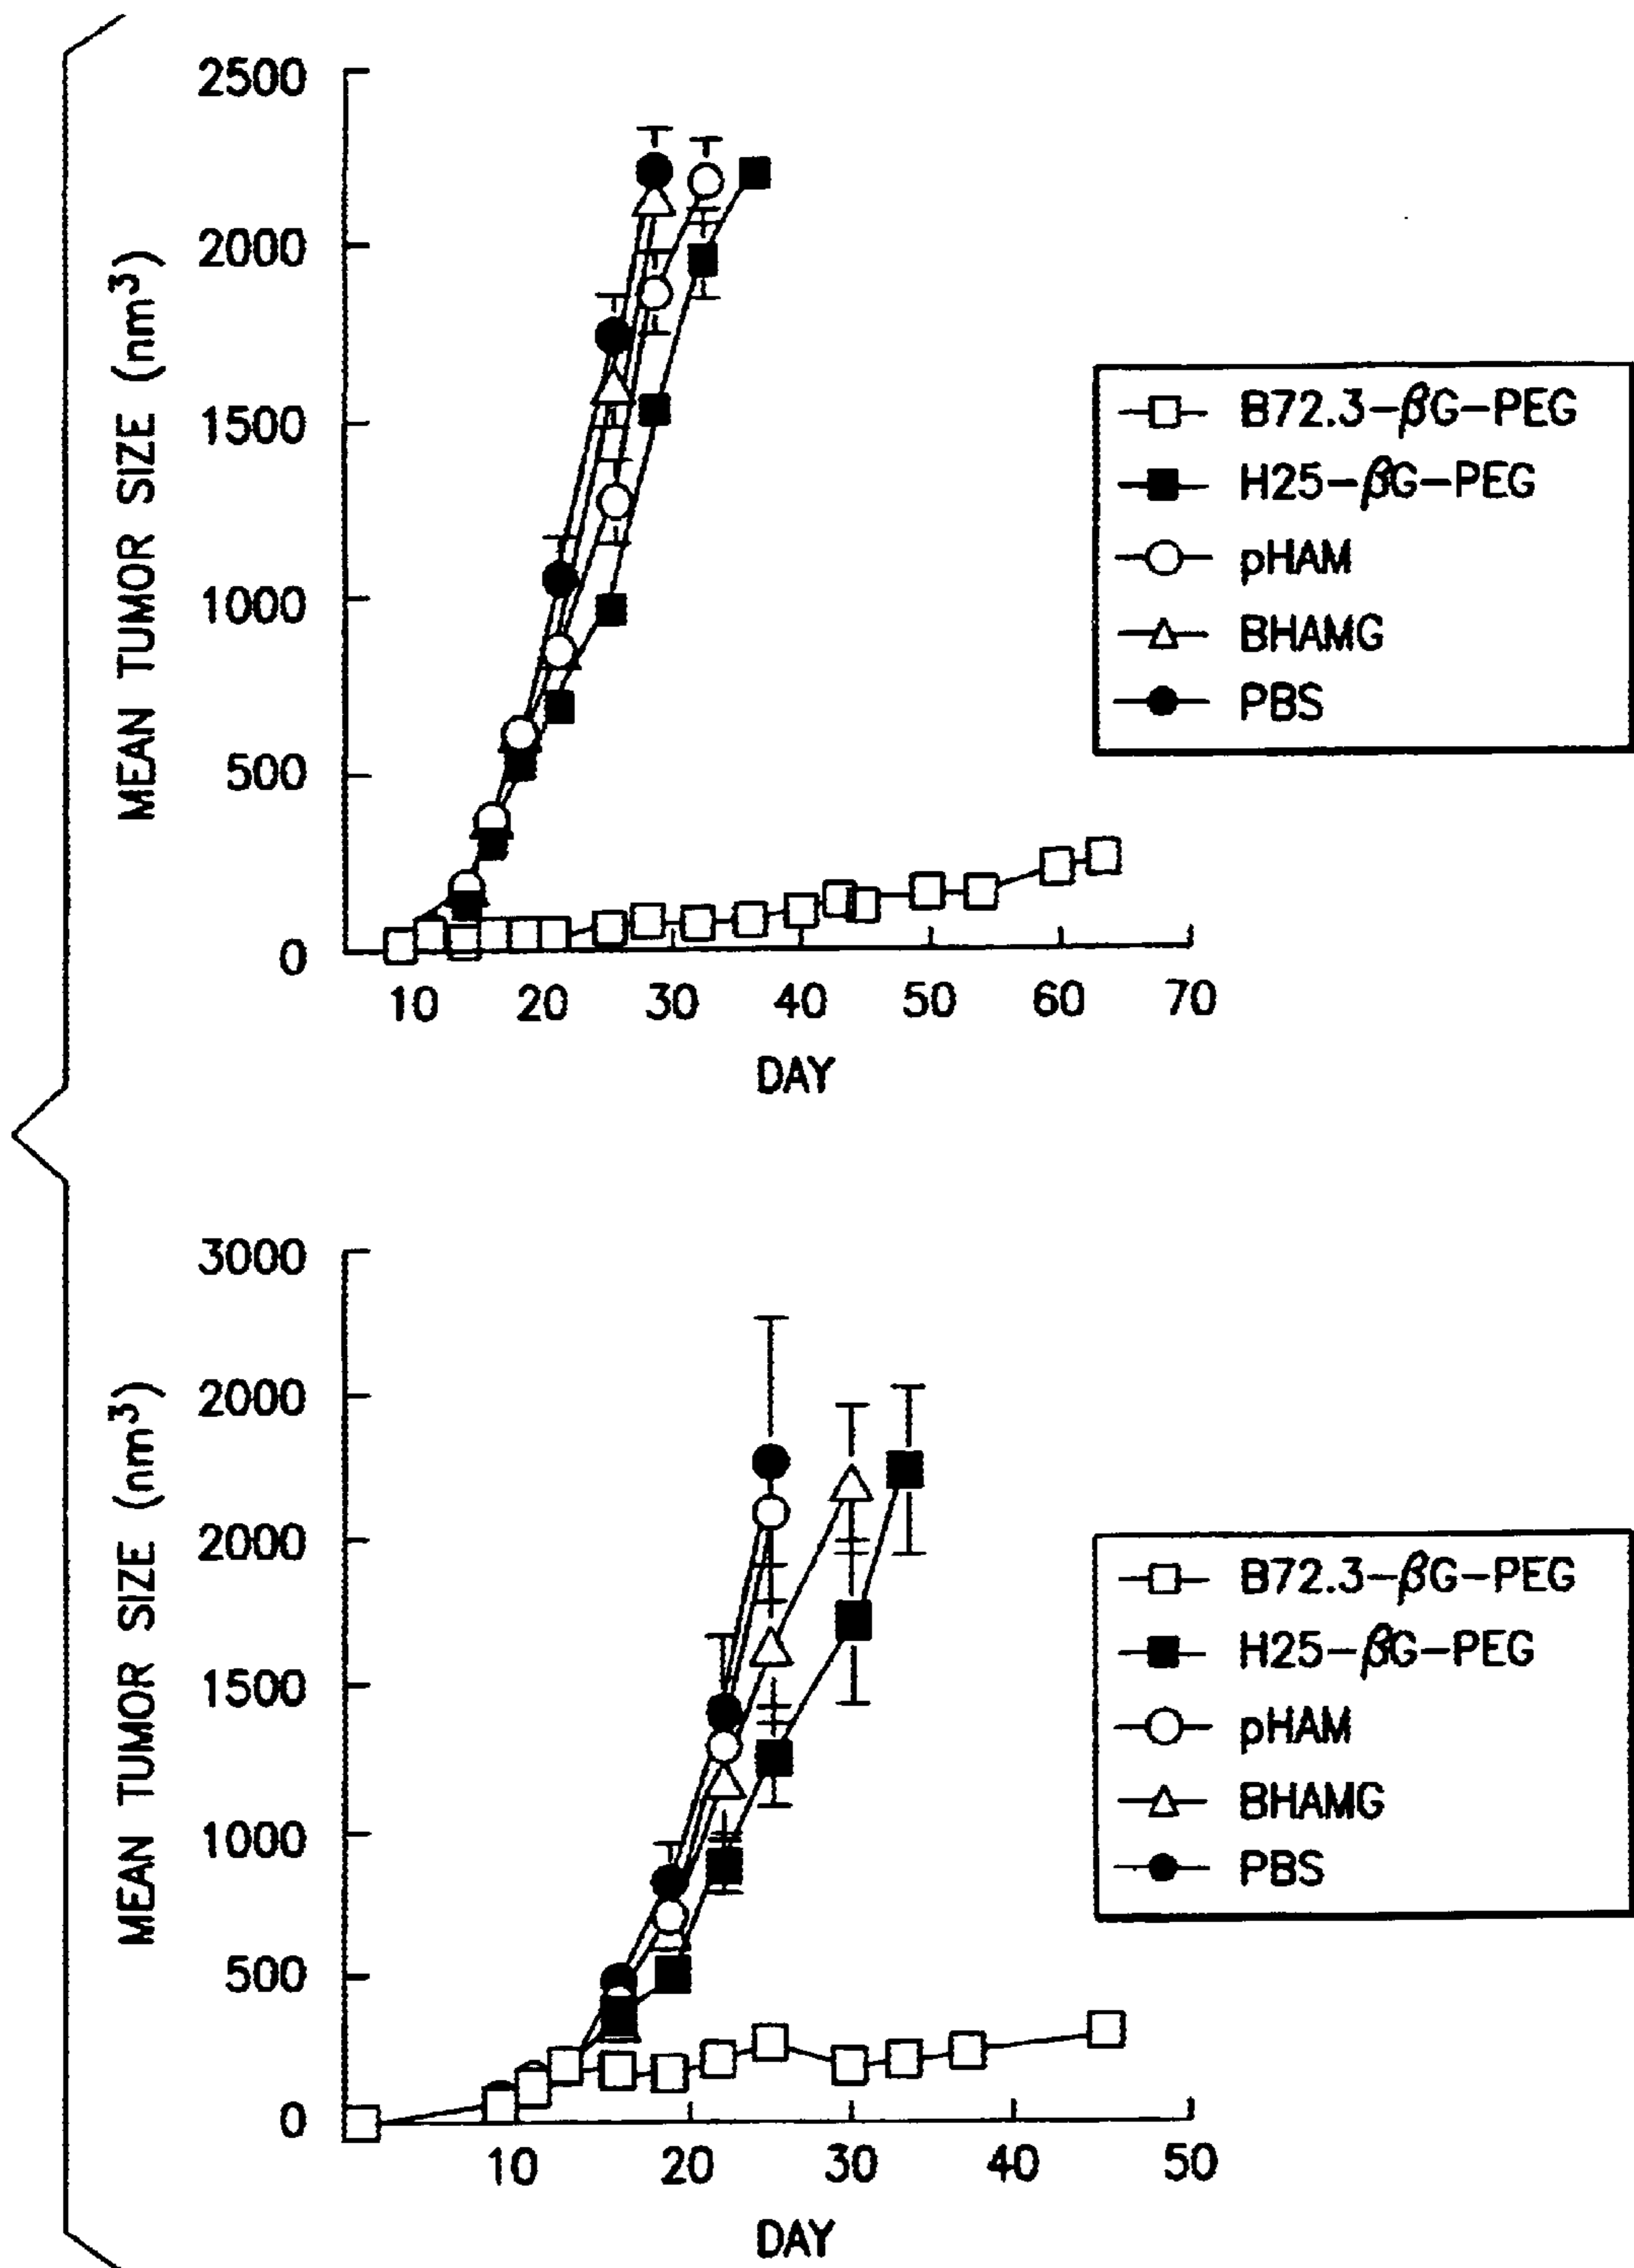 2500
2000
1500
1000
500
0
MEAN TUMOR SIZE (nm³)
10 20 30 40 50 60 70
DAY
B72.3-βG-PEG
H25-βG-PEG
pHAM
BHAMG
PBS
3000
2000
2000
1500
1000
500
0
MEAN TUMOR SIZE (nm³)
10 20 30 40 50
DAY
B72.3-βG-PEG
H25-βG-PEG
pHAM
BHAMG
PBS